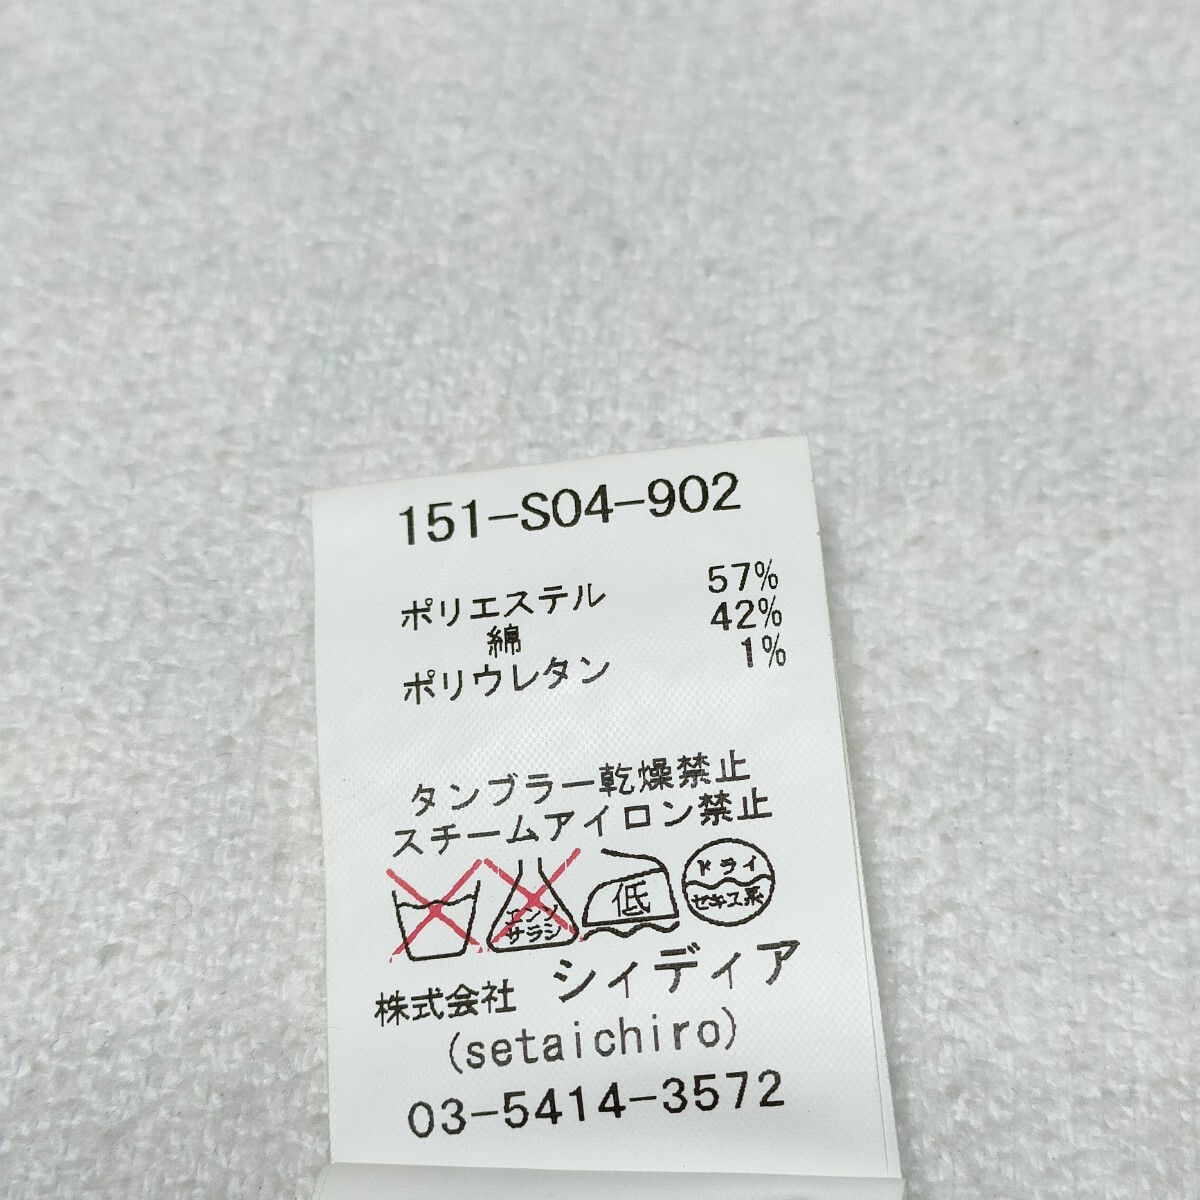 151-S04-902
ポリエステル 57%
綿 42%
ポリウレタン 1%
タンブラー乾燥禁止
スチームアイロン禁止
エンソ
サラシ
低
ドライ
セキユ系
株式会社 シィディア
(setaichiro)
03-5414-3572